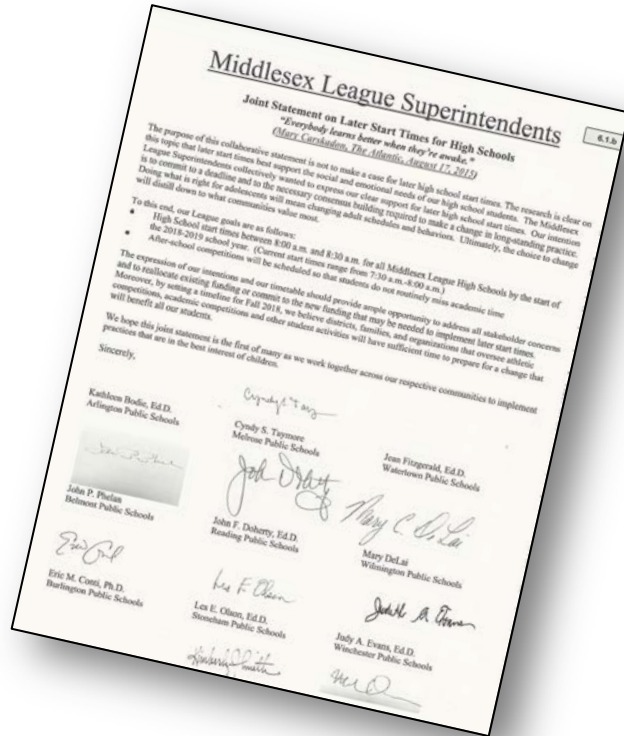 Middlesex League Superintendents
6.1.b
Joint Statement on Later Start Times for High Schools
"Everybody learns better when they're awake."
(Mary Carskadon, The Atlantic, August 17, 2015)
The purpose of this collaborative statement is not to make a case for later high school start times. The research is clear on
this topic that later start times best support the social and emotional needs of our high school students. The Middlesex
League Superintendents collectively wanted to express our clear support for later high school start times. Our intention
is to commit to a deadline and to the necessary consensus building required to make a change in long-standing practice.
Doing what is right for adolescents will mean changing adult schedules and behaviors. Ultimately, the choice to change
will distill down to what communities value most.
To this end, our League goals are as follows:
• High School start times between 8:00 a.m. and 8:30 a.m. for all Middlesex League High Schools by the start of
the 2018-2019 school year. (Current start times range from 7:30 a.m.-8:00 a.m.)
• After-school competitions will be scheduled so that students do not routinely miss academic time
The expression of our intentions and our timetable should provide ample opportunity to address all stakeholder concerns
and to reallocate existing funding or commit to the new funding that may be needed to implement later start times.
Moreover, by setting a timeline for Fall 2018, we believe districts, families, and organizations that oversee athletic
competitions, academic competitions and other student activities will have sufficient time to prepare for a change that
will benefit all our students.
We hope this joint statement is the first of many as we work together across our respective communities to implement
practices that are in the best interest of children.
Sincerely,
Kathleen Bodie, Ed.D.
Arlington Public Schools
Cyndy S. Taymore
Melrose Public Schools
Jean Fitzgerald, Ed.D.
Watertown Public Schools
John P. Phelan
Belmont Public Schools
John F. Doherty, Ed.D.
Reading Public Schools
Mary C. DeLai
Mary DeLai
Wilmington Public Schools
Eric M. Conti, Ph.D.
Burlington Public Schools
Les E. Olson, Ed.D.
Stoneham Public Schools
Judy A. Evans, Ed.D.
Winchester Public Schools